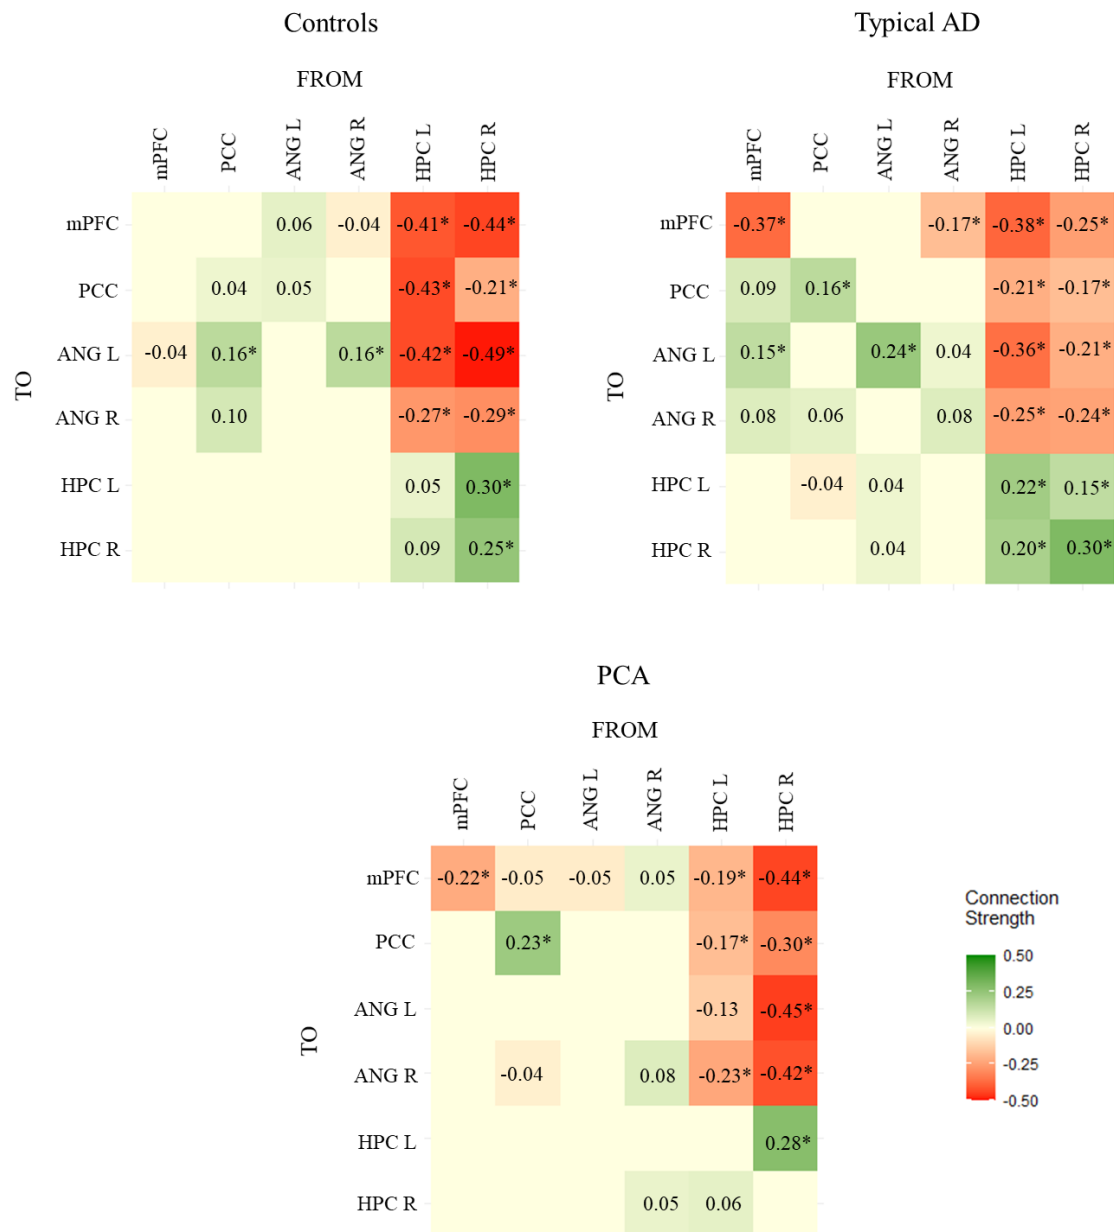 Controls
FROM
mPFC PCC ANG L ANG R HPC L HPC R
TO
mPFC 0.06 -0.04 -0.41* -0.44*
PCC 0.04 0.05 -0.43* -0.21*
ANG L -0.04 0.16* 0.16* -0.42* -0.49*
ANG R 0.10 -0.27* -0.29*
HPC L 0.05 0.30*
HPC R 0.09 0.25*
Typical AD
FROM
mPFC PCC ANG L ANG R HPC L HPC R
TO
mPFC -0.37* -0.17* -0.38* -0.25*
PCC 0.09 0.16* -0.21* -0.17*
ANG L 0.15* 0.24* 0.04 -0.36* -0.21*
ANG R 0.08 0.06 0.08 -0.25* -0.24*
HPC L -0.04 0.04 0.22* 0.15*
HPC R 0.04 0.20* 0.30*
PCA
FROM
mPFC PCC ANG L ANG R HPC L HPC R
TO
mPFC -0.22* -0.05 -0.05 0.05 -0.19* -0.44*
PCC 0.23* -0.17* -0.30*
ANG L -0.13 -0.45*
ANG R -0.04 0.08 -0.23* -0.42*
HPC L 0.28*
HPC R 0.05 0.06
Connection
Strength
0.50
0.25
0.00
-0.25
-0.50